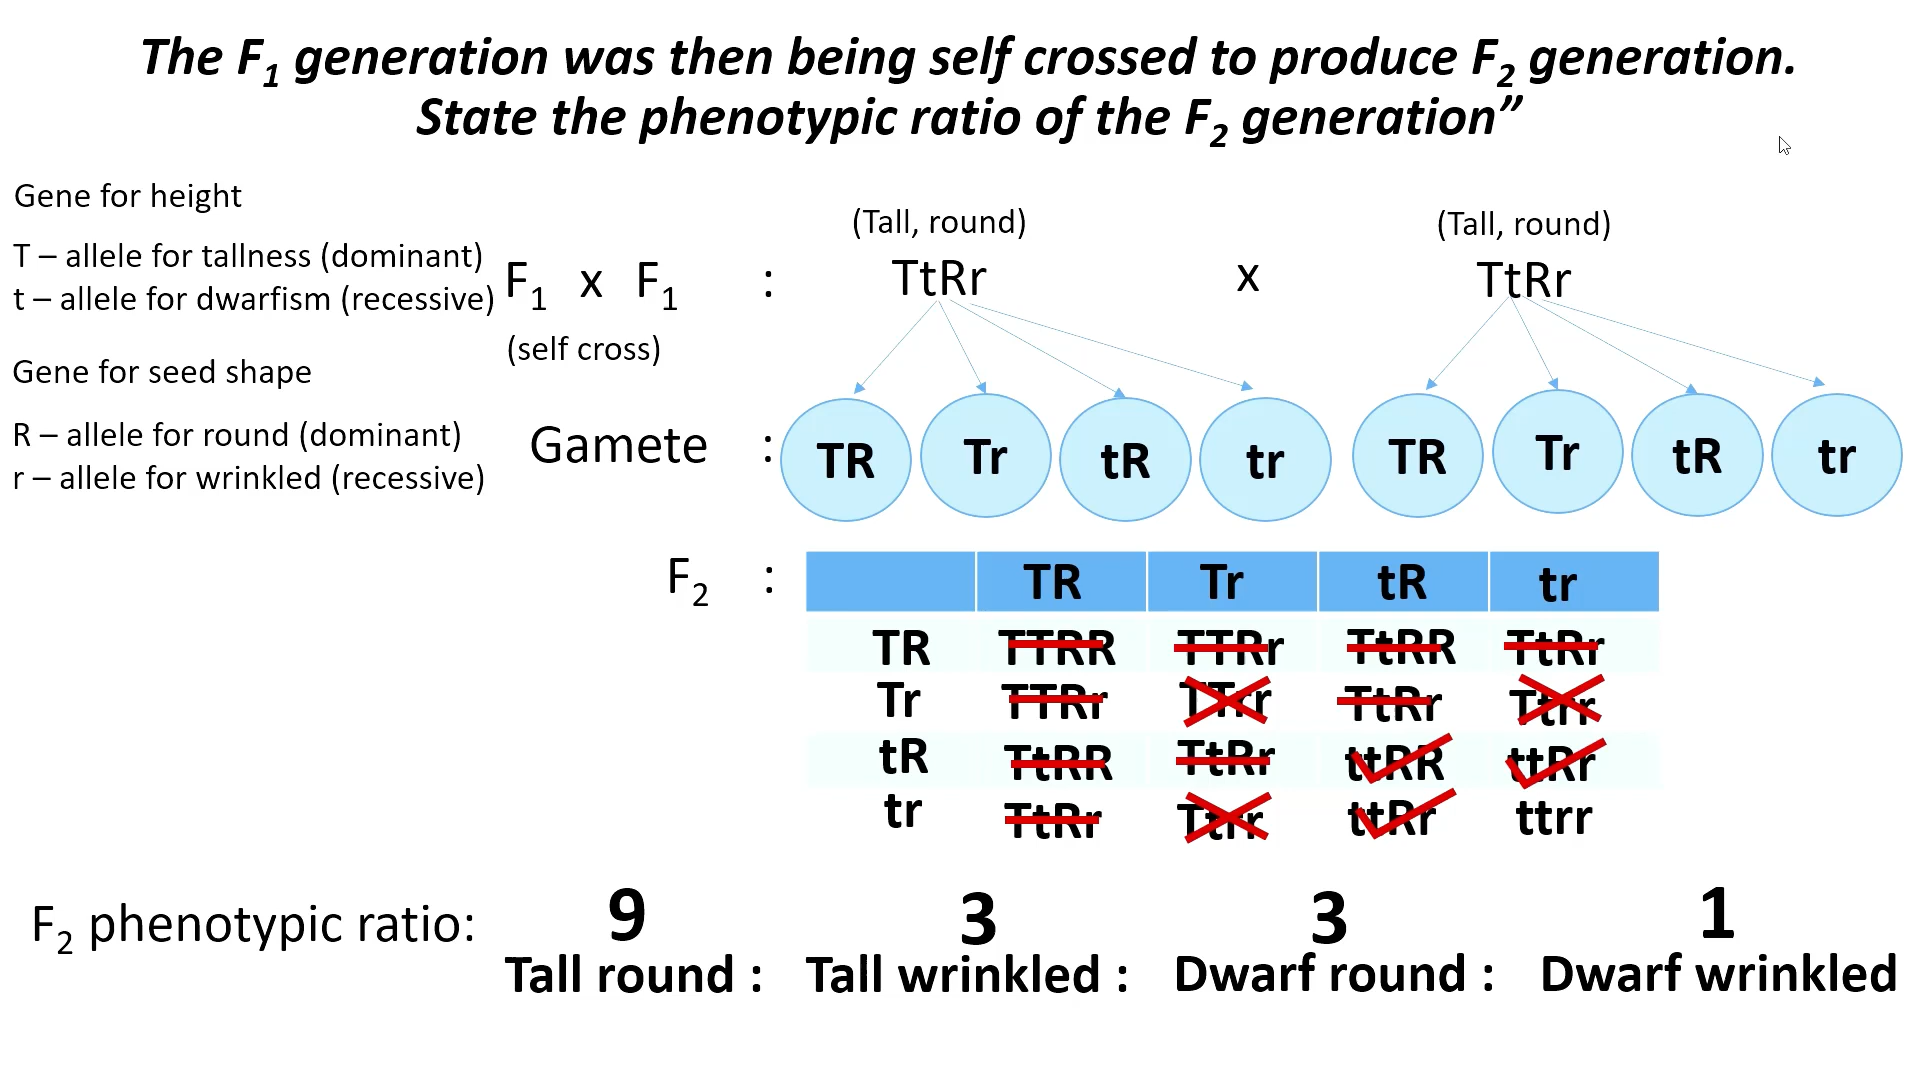 The F1 generation was then being self crossed to produce F2 generation.
State the phenotypic ratio of the F2 generation”
Gene for height
T – allele for tallness (dominant)
t – allele for dwarfism (recessive)
Gene for seed shape
R – allele for round (dominant)
r – allele for wrinkled (recessive)
(Tall, round) (Tall, round)
F1 x F1 : TtRr x TtRr
(self cross)
Gamete : TR Tr tR tr TR Tr tR tr
F2 : TR Tr tR tr
TR TTRR TTRr TtRR TtRr
Tr TTRr TTrr TtRr Ttrr
tR TtRR TtRr ttRR ttRr
tr TtRr Ttrr ttRr ttrr
F2 phenotypic ratio: 9 3 3 1
Tall round : Tall wrinkled : Dwarf round : Dwarf wrinkled